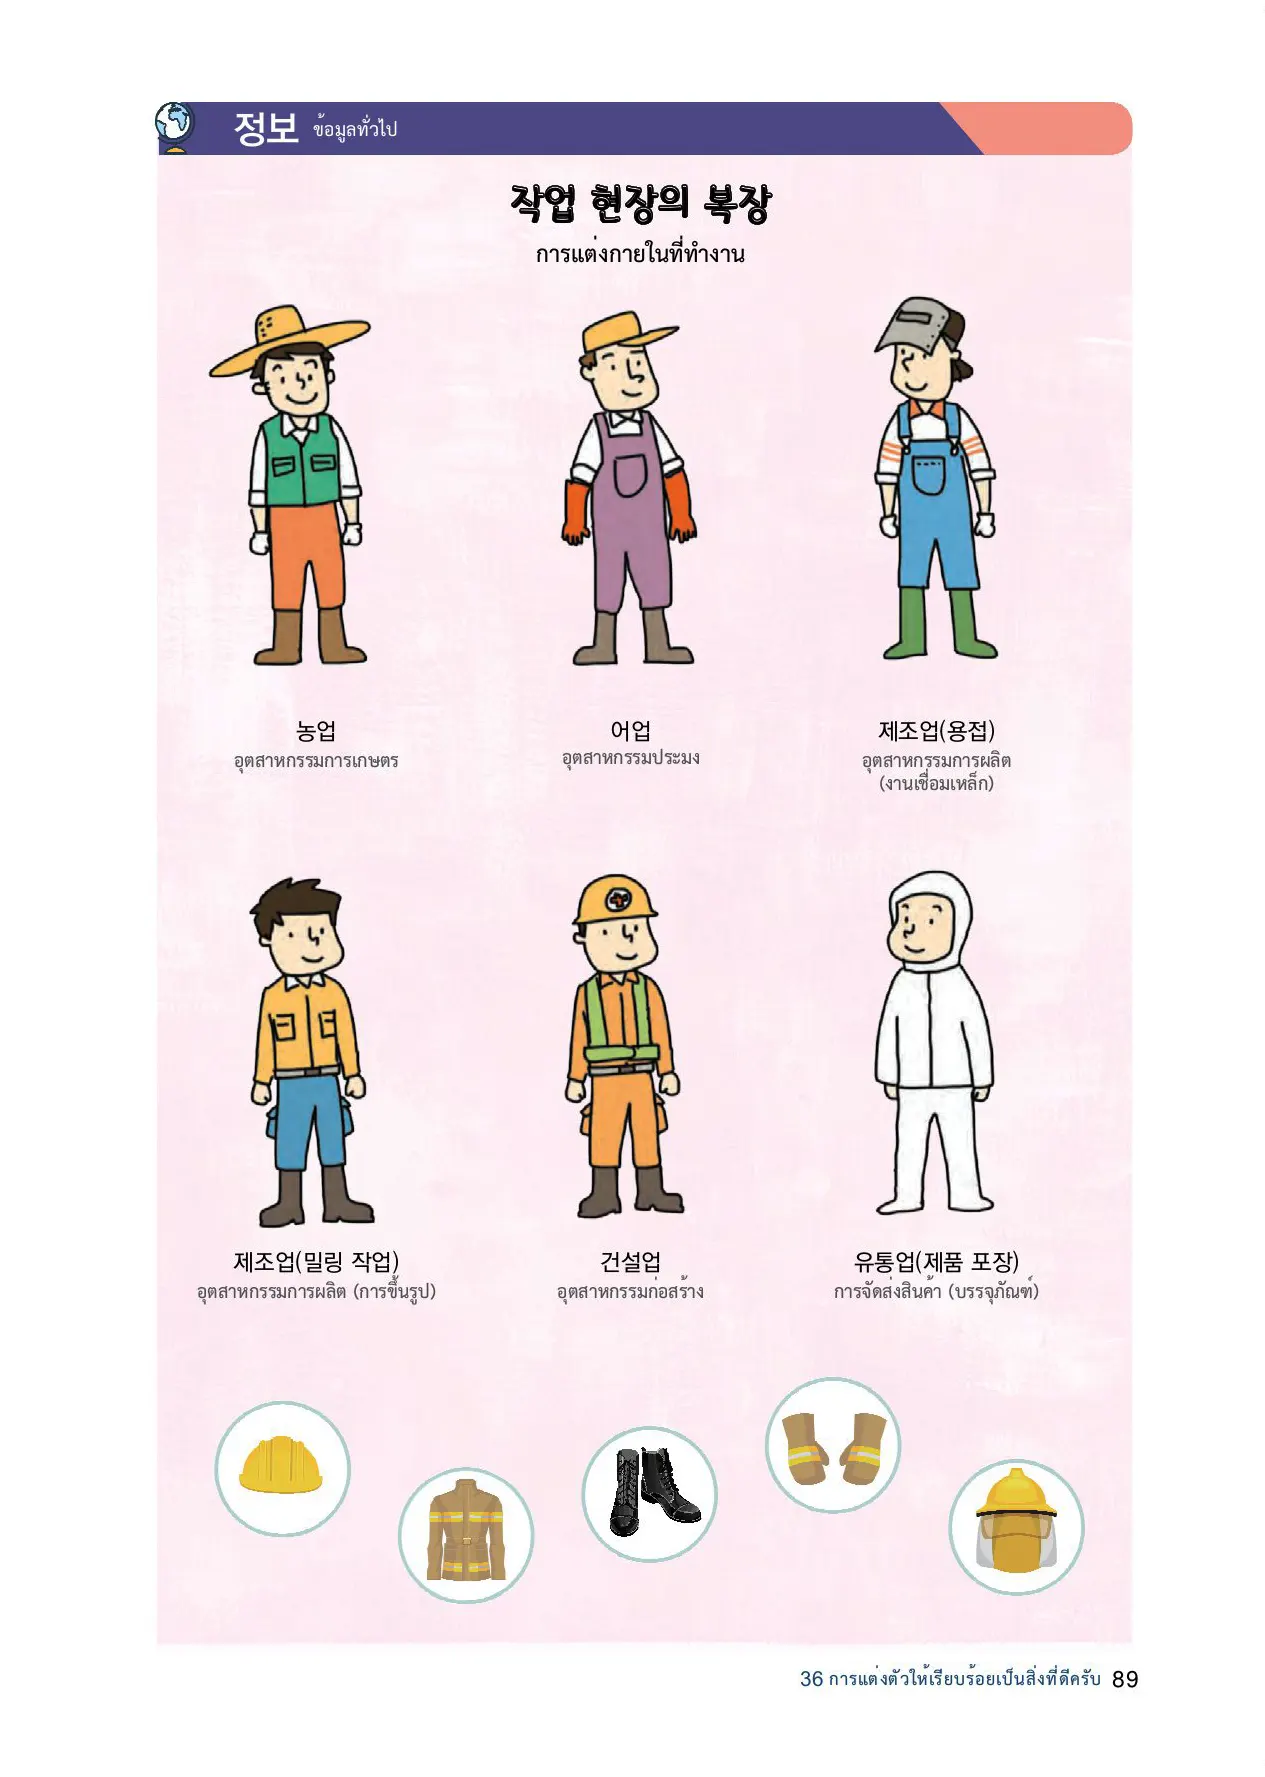 정보 ข้อมูลทั่วไป
작업 현장의 복장
การแต่งกายในที่ทำงาน
농업
อุตสาหกรรมการเกษตร
어업
อุตสาหกรรมประมง
제조업(용접)
อุตสาหกรรมการผลิต
(งานเชื่อมเหล็ก)
제조업(밀링 작업)
อุตสาหกรรมการผลิต (การขึ้นรูป)
건설업
อุตสาหกรรมก่อสร้าง
유통업(제품 포장)
การจัดส่งสินค้า (บรรจุภัณฑ์)
36 การแต่งตัวให้เรียบร้อยเป็นสิ่งที่ดีครับ 89